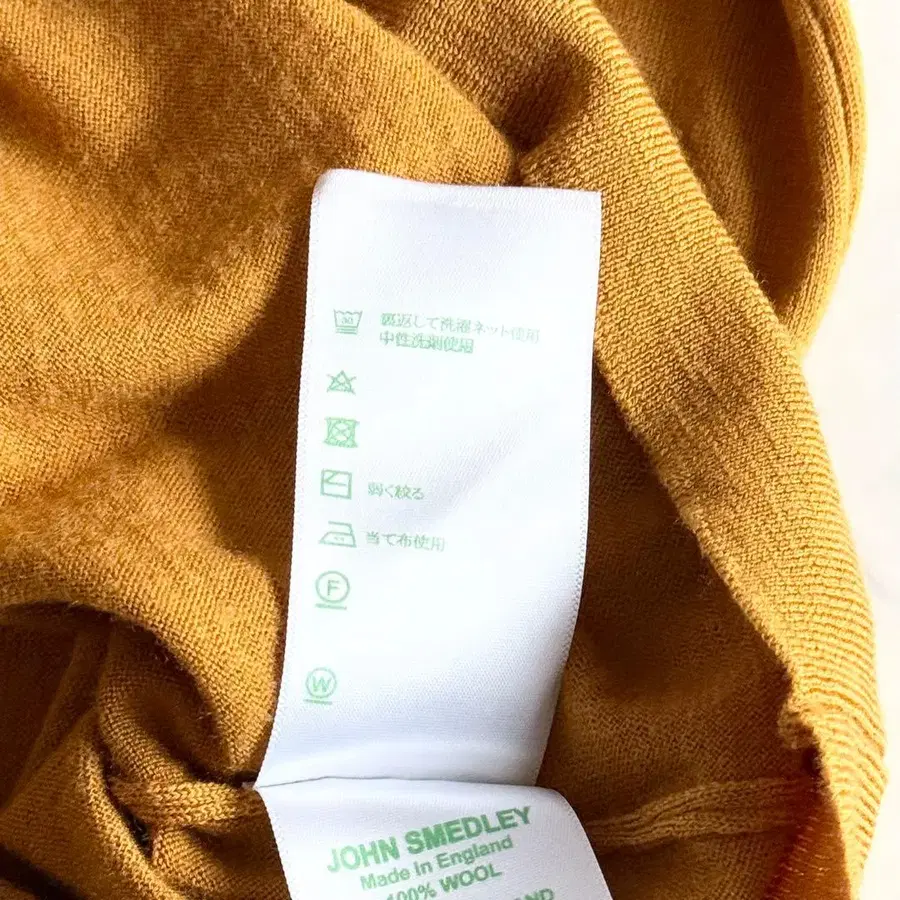 30
裏返して洗濯ネット使用
中性洗剤使用
弱く絞る
当て布使用
F
W
JOHN SMEDLEY
Made In England
100% WOOL